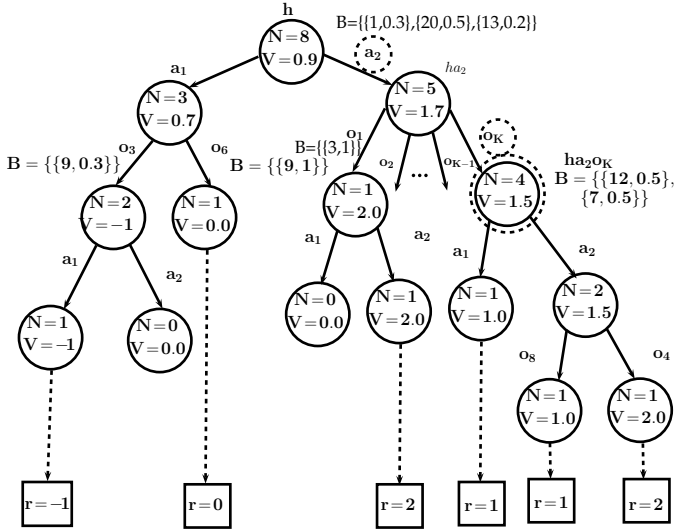 h
B={{1,0.3},{20,0.5},{13,0.2}}
N=8
V=0.9
a₂
a₁
ha₂
N=3
V=0.7
N=5
V=1.7
o₃
o₆
o₁
o_K
B = {{9, 0.3}}
B = {{9, 1}}
B={{3,1}}
o₂
...
o_K−1
ha₂o_K
B = {{12, 0.5},
{7, 0.5}}
N=2
V=−1
N=1
V=0.0
N=1
V=2.0
N=4
V=1.5
a₁
a₂
a₁
a₂
a₁
a₂
N=1
V=−1
N=0
V=0.0
N=0
V=0.0
N=1
V=2.0
N=1
V=1.0
N=2
V=1.5
o₈
o₄
N=1
V=1.0
N=1
V=2.0
r=−1
r=0
r=2
r=1
r=1
r=2